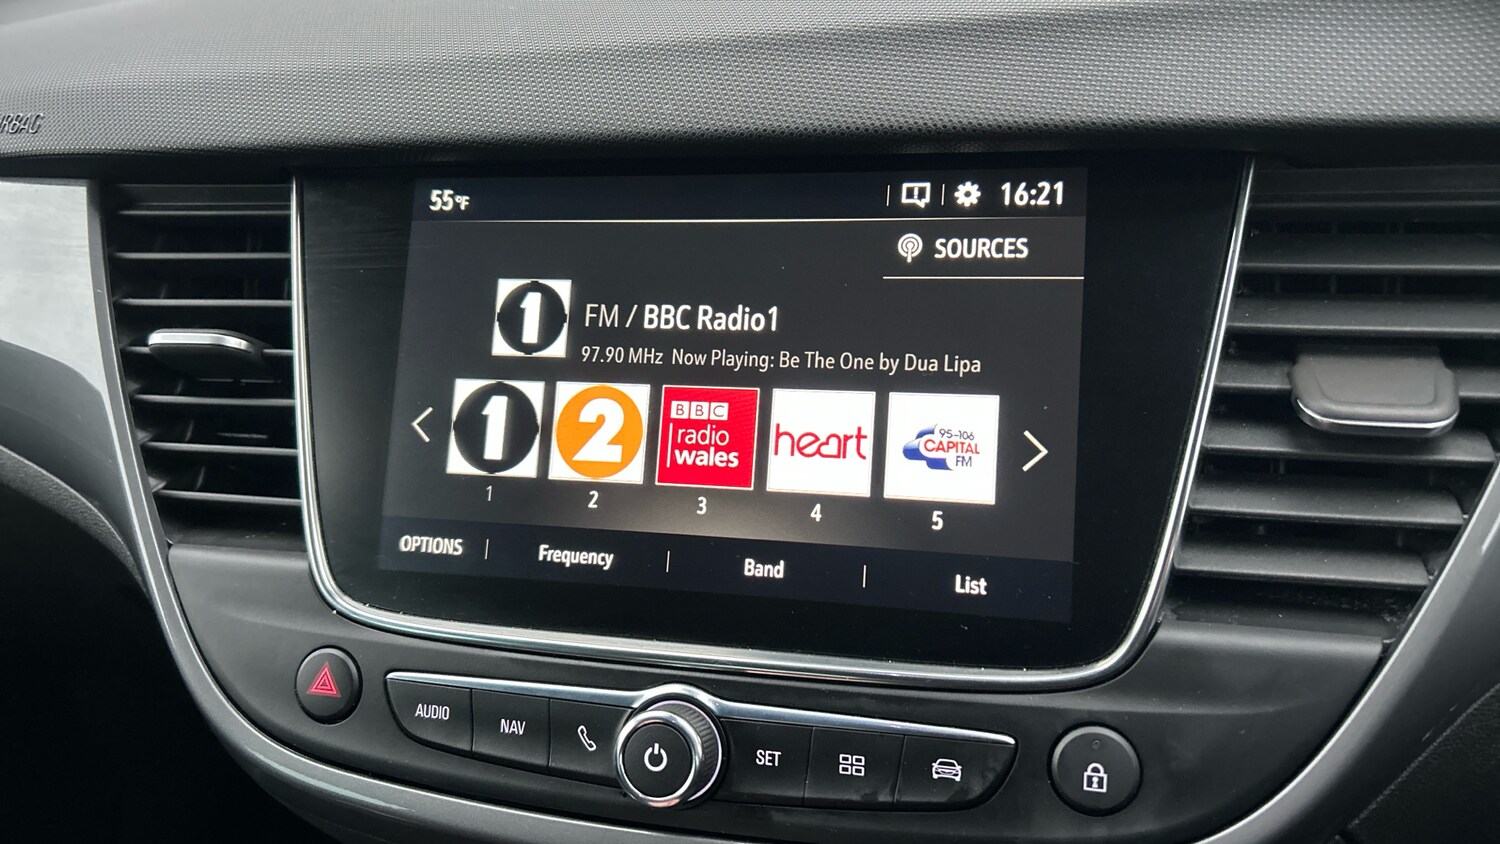 RBAG
55°F
16:21
SOURCES
1
FM / BBC Radio1
97.90 MHz Now Playing: Be The One by Dua Lipa
1
2
BBC
radio
wales
heart
95-106
CAPITAL
FM
1
2
3
4
5
OPTIONS
Frequency
Band
List
AUDIO
NAV
SET